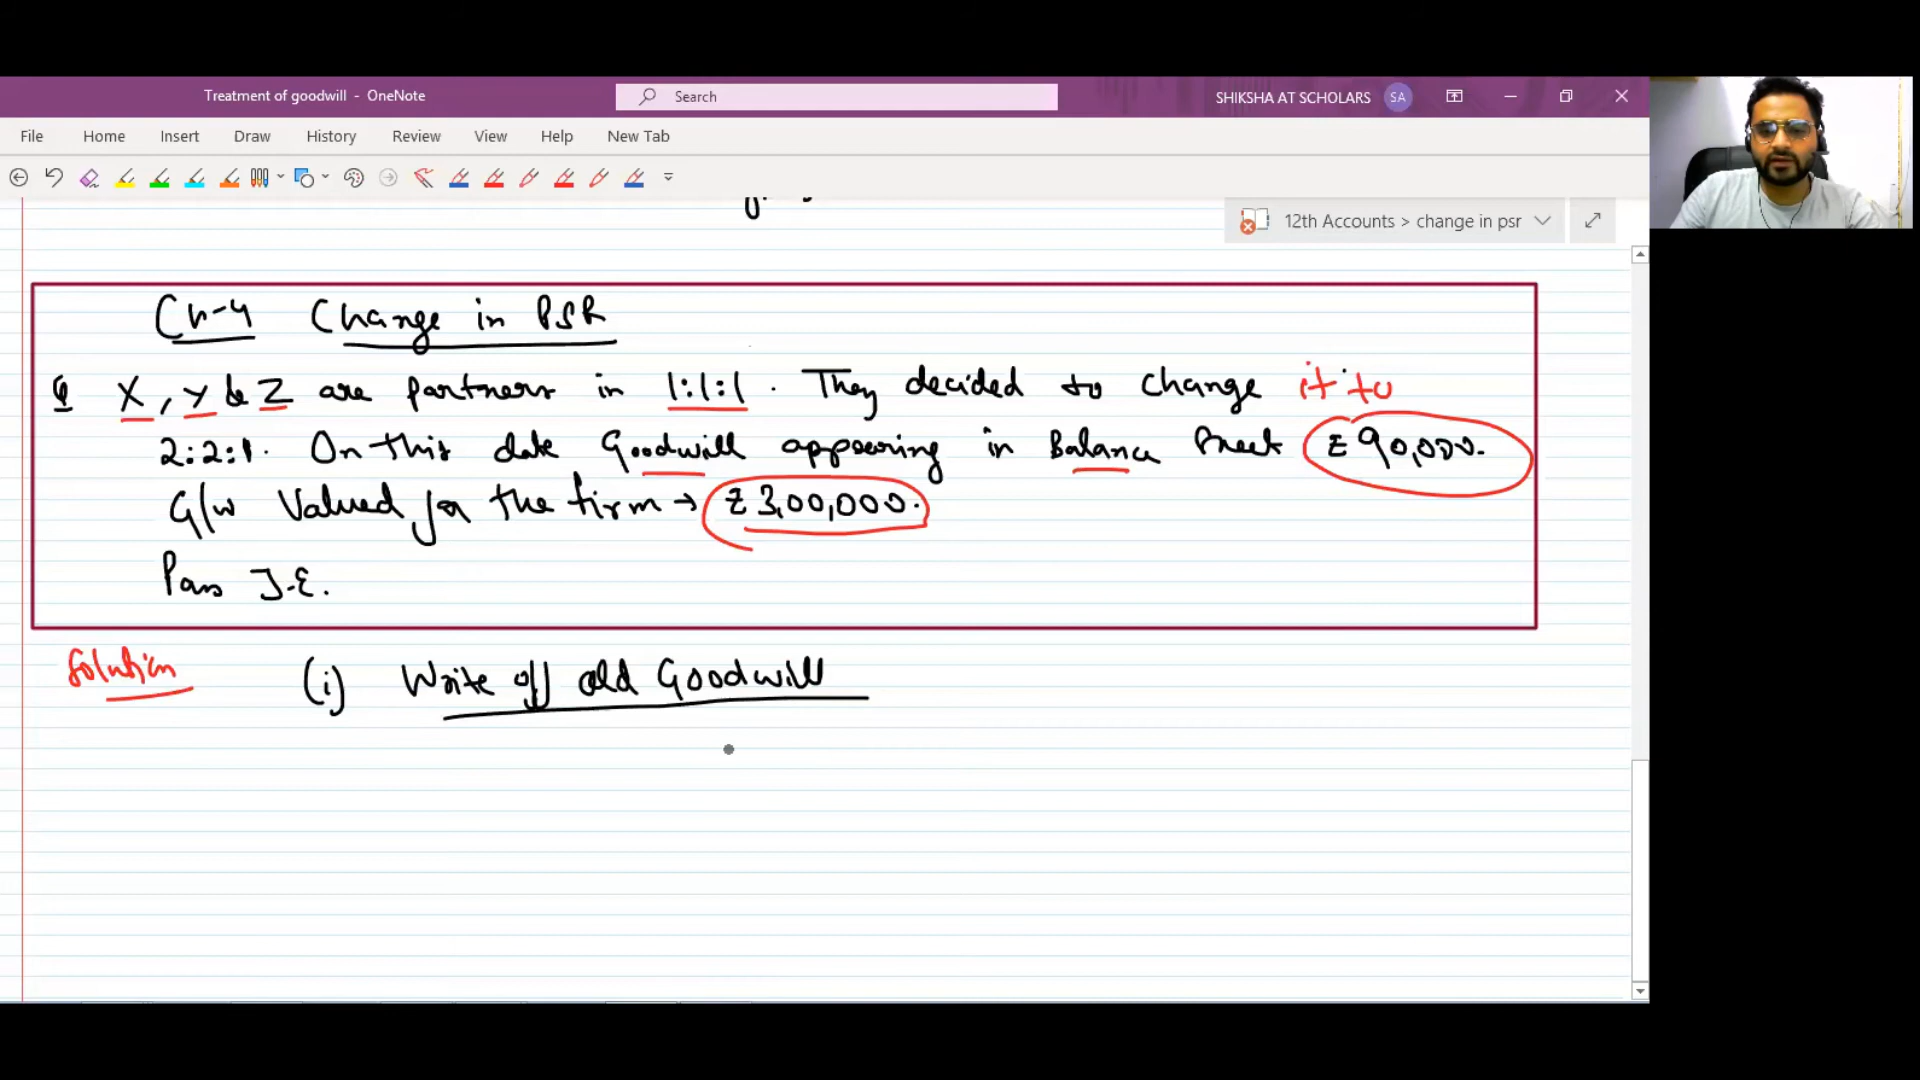 Treatment of goodwill - OneNote
Search
SHIKSHA AT SCHOLARS SA
File Home Insert Draw History Review View Help New Tab
12th Accounts > change in psr
Ch-4 Change in PSR
Q X, Y & Z are partners in 1:1:1. They decided to change it to
2:2:1. On this date Goodwill appearing in Balance Sheet ₹90,000.
G/w Valued for the firm → ₹3,00,000.
Pass J.E.
Solution (i) Write off old Goodwill